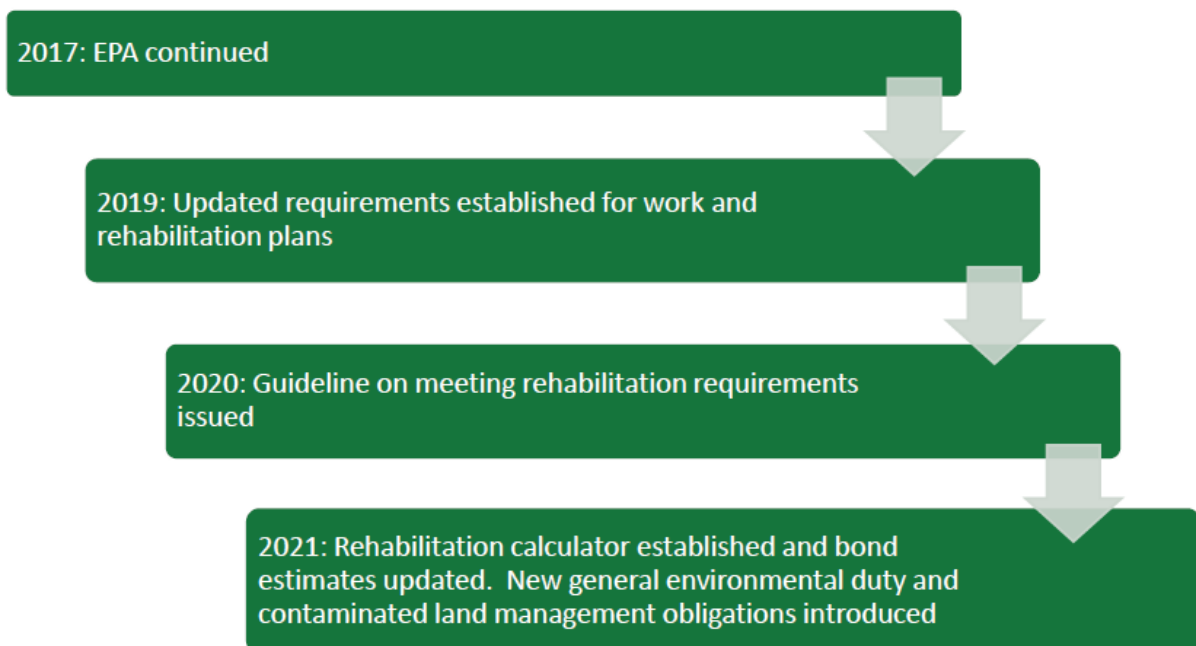 2017: EPA continued
2019: Updated requirements established for work and
rehabilitation plans
2020: Guideline on meeting rehabilitation requirements
issued
2021: Rehabilitation calculator established and bond
estimates updated.  New general environmental duty and
contaminated land management obligations introduced